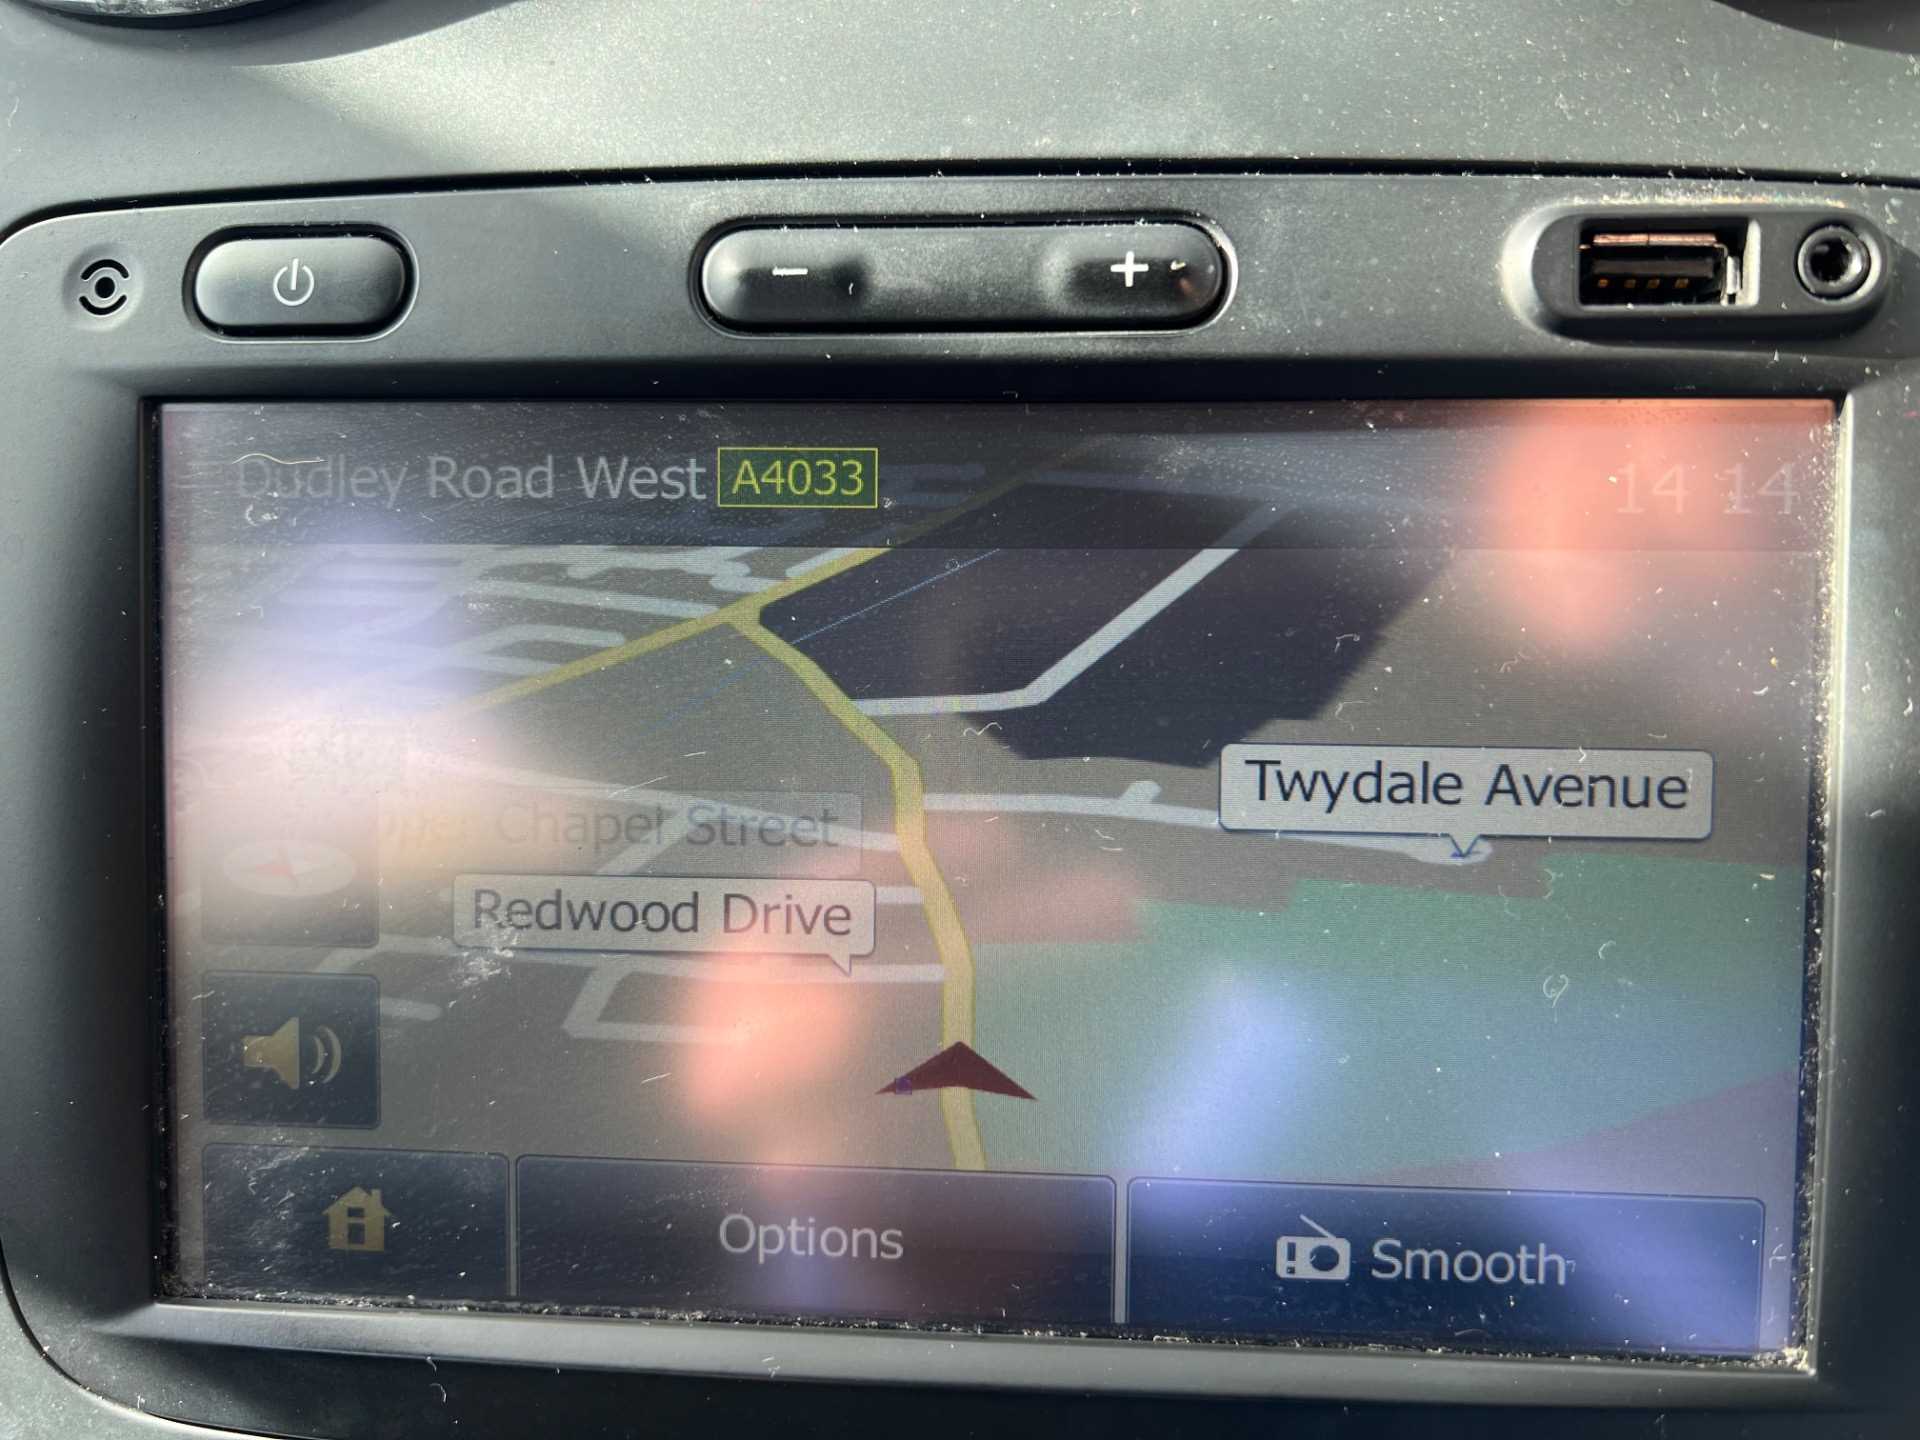 Dudley Road West A4033
14 14
Twydale Avenue
Chapel Street
Redwood Drive
Options
Smooth